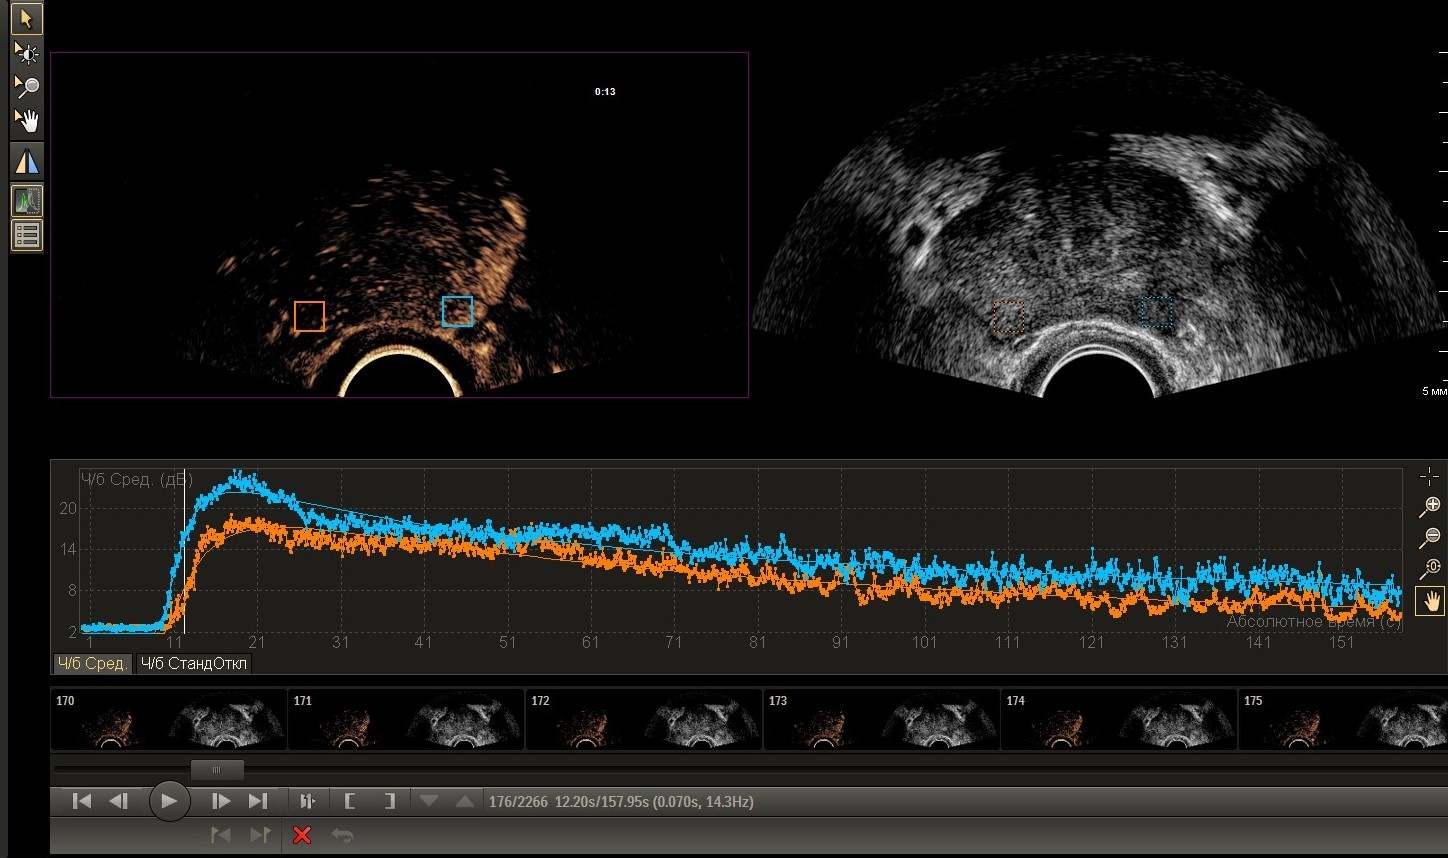 0:13
5 мм
Ч/б Сред. (дБ)
20
14
8
2
1 11 21 31 41 51 61 71 81 91 101 111 121 131 141 151
Абсолютное время (с)
Ч/б Сред. Ч/б СтандОткл
170 171 172 173 174 175
176/2266 12.20s/157.95s (0.070s, 14.3Hz)